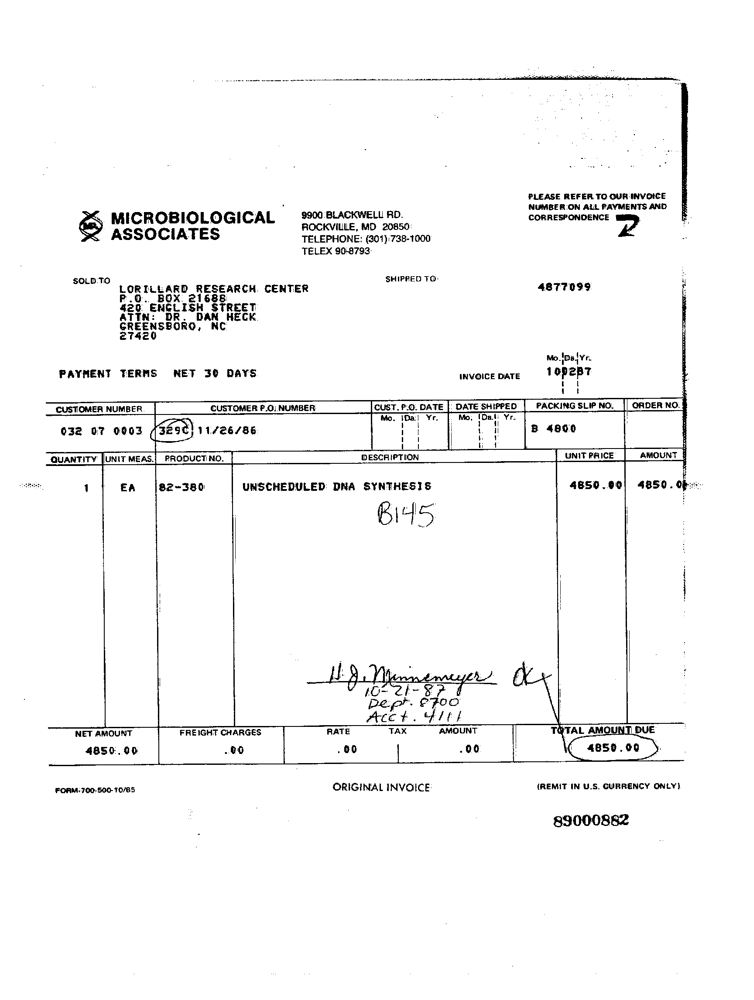 PLEASE REFER TO OUR INVOICE
NUMBER ON ALL PAYMENTS AND
CORRESPONDENCE
MICROBIOLOGICAL
ASSOCIATES
9900 BLACKWELL RD.
ROCKVILLE, MD 20850
TELEPHONE: (301) 738-1000
TELEX 90-8793
SOLD TO
LORILLARD RESEARCH CENTER
P.O. BOX 21688
420 ENGLISH STREET
ATTN: DR. DAN HECK
GREENSBORO, NC
27420
SHIPPED TO
4877099
PAYMENT TERMS NET 30 DAYS
INVOICE DATE
Mo. Da. Yr.
CUSTOMER NUMBER CUSTOMER P.O. NUMBER CUST. P.O. DATE DATE SHIPPED PACKING SLIP NO. ORDER NO.
Mo. Da. Yr. Mo. Da. Yr.
032 07 0003 329C 11/26/86 B 4800
QUANTITY UNIT MEAS. PRODUCT NO. DESCRIPTION UNIT PRICE AMOUNT
1 EA 82-380 UNSCHEDULED DNA SYNTHESIS 4850.00 4850.0
B145
H.J. Minnemeyer OK
10-21-87
Dept. 8700
Acct. 4111
NET AMOUNT FREIGHT CHARGES RATE TAX AMOUNT TOTAL AMOUNT DUE
4850.00 .00 .00 .00 4850.00
FORM-700-500-10/85 ORIGINAL INVOICE (REMIT IN U.S. CURRENCY ONLY)
89000882